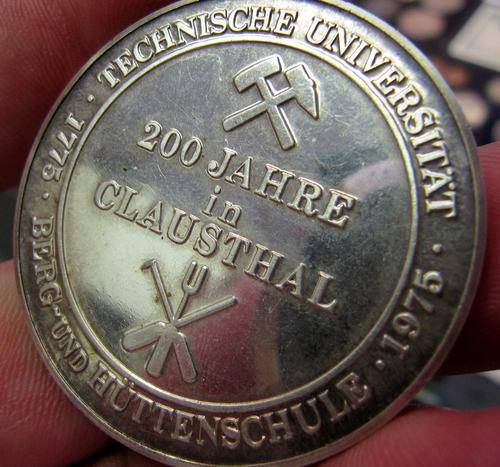 TECHNISCHE UNIVERSITÄT
· 1975 ·
BERG-UND HÜTTENSCHULE
· 1775 ·
200 JAHRE
in
CLAUSTHAL